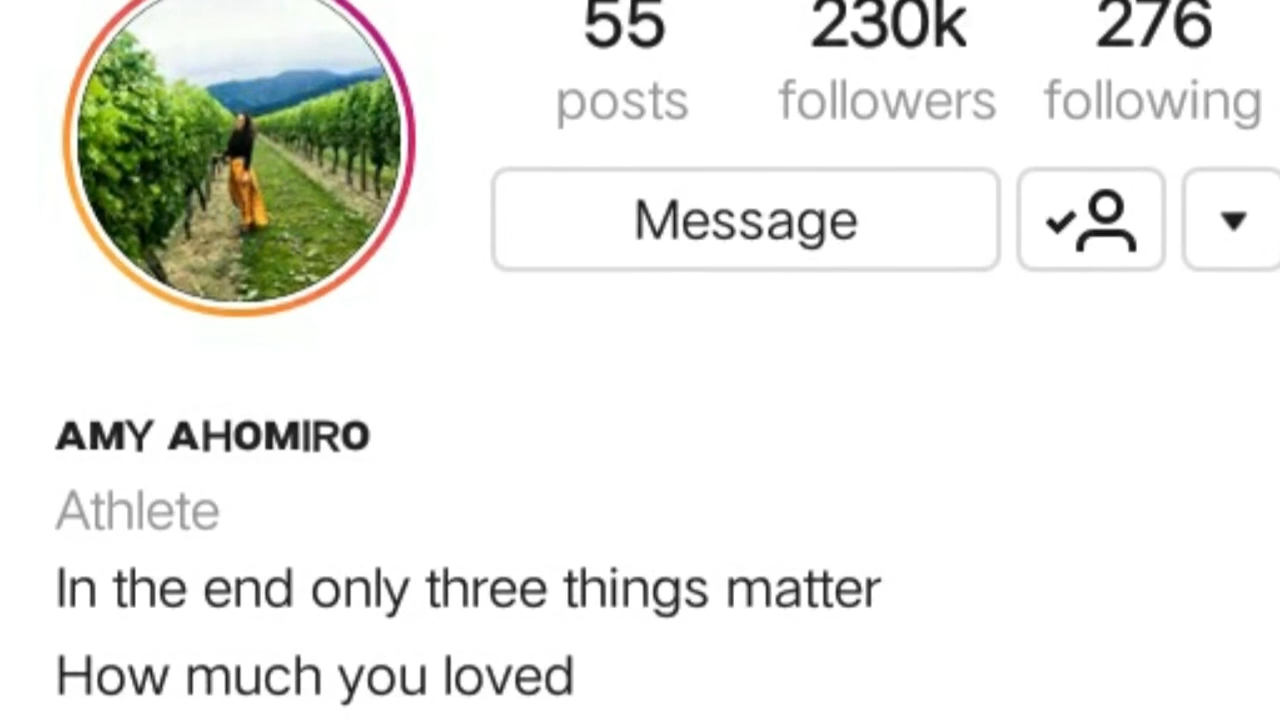 55 230k 276
posts followers following
Message
AMY AHOMIRO
Athlete
In the end only three things matter
How much you loved